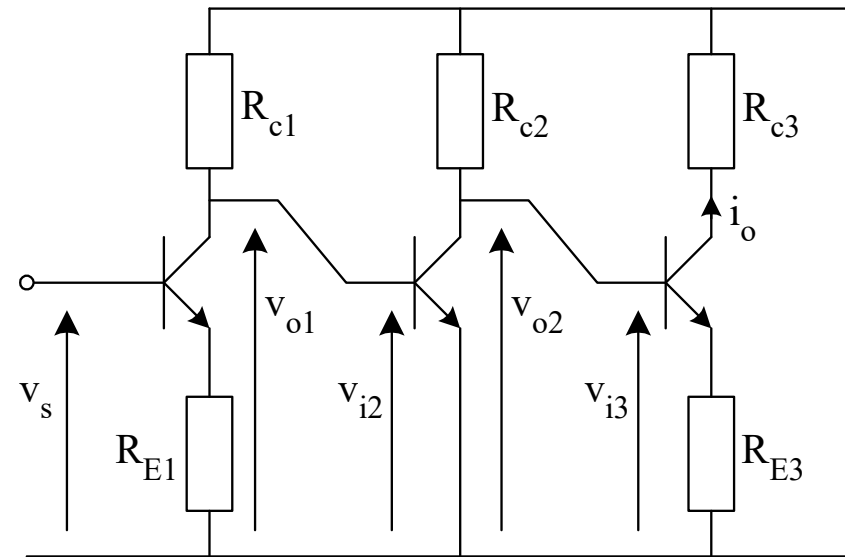 R_c1
R_c2
R_c3
i_o
v_o1
v_o2
v_s
v_i2
v_i3
R_E1
R_E3